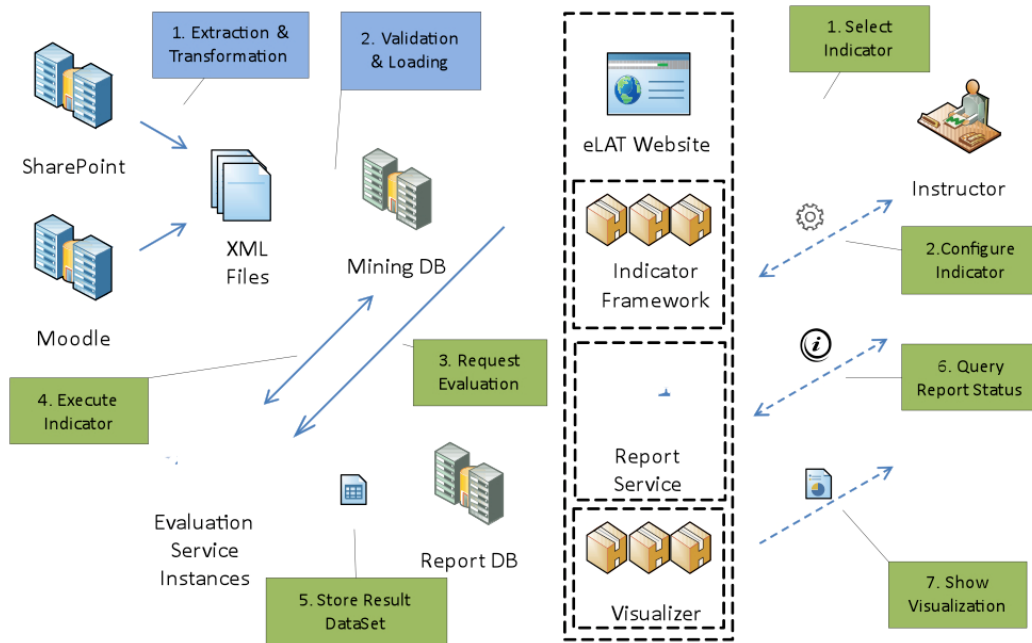 1. Extraction &
Transformation
2. Validation
& Loading
1. Select
Indicator
SharePoint
eLAT Website
Instructor
XML
Files
Mining DB
Indicator
Framework
2.Configure
Indicator
Moodle
3. Request
Evaluation
4. Execute
Indicator
6. Query
Report Status
Report
Service
Evaluation
Service
Instances
Report DB
5. Store Result
DataSet
Visualizer
7. Show
Visualization